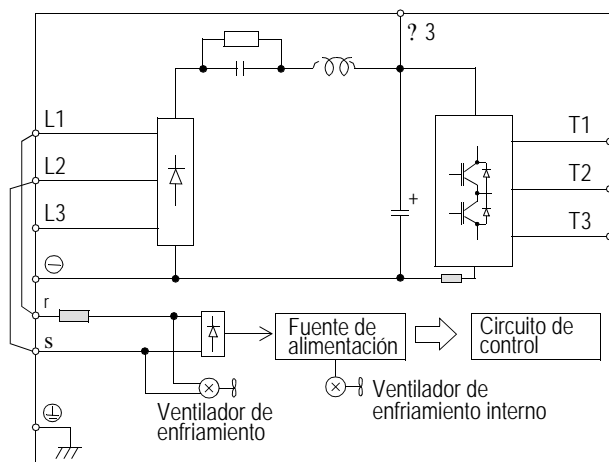 ? 3
L1
T1
L2
T2
L3
T3
+
r
s
Fuente de
alimentación
Circuito de
control
Ventilador de
enfriamiento
Ventilador de
enfriamiento interno